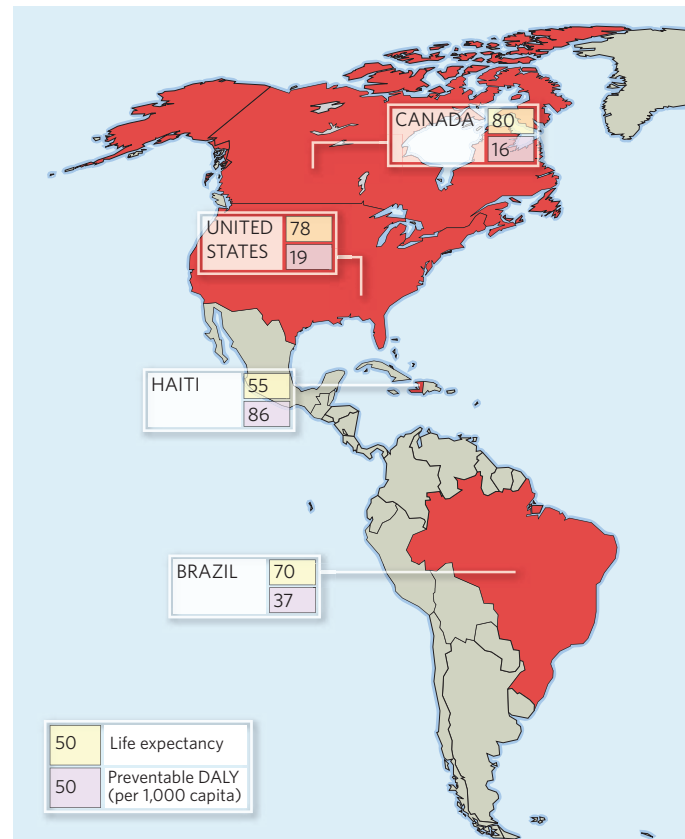 CANADA 80
16
UNITED 78
STATES 19
HAITI 55
86
BRAZIL 70
37
50 Life expectancy
50 Preventable DALY
(per 1,000 capita)